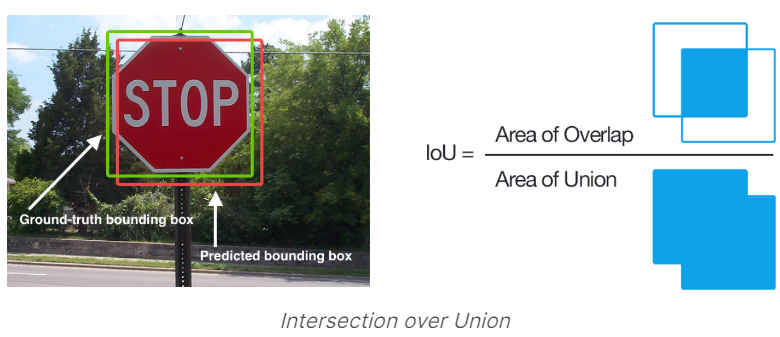 STOP
Ground-truth bounding box
Predicted bounding box
IoU =
Area of Overlap
Area of Union
Intersection over Union